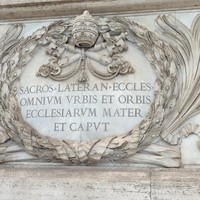 SACROS·LATERAN·ECCLES·
OMNIVM VRBIS ET ORBIS
ECCLESIARVM MATER
ET CAPVT